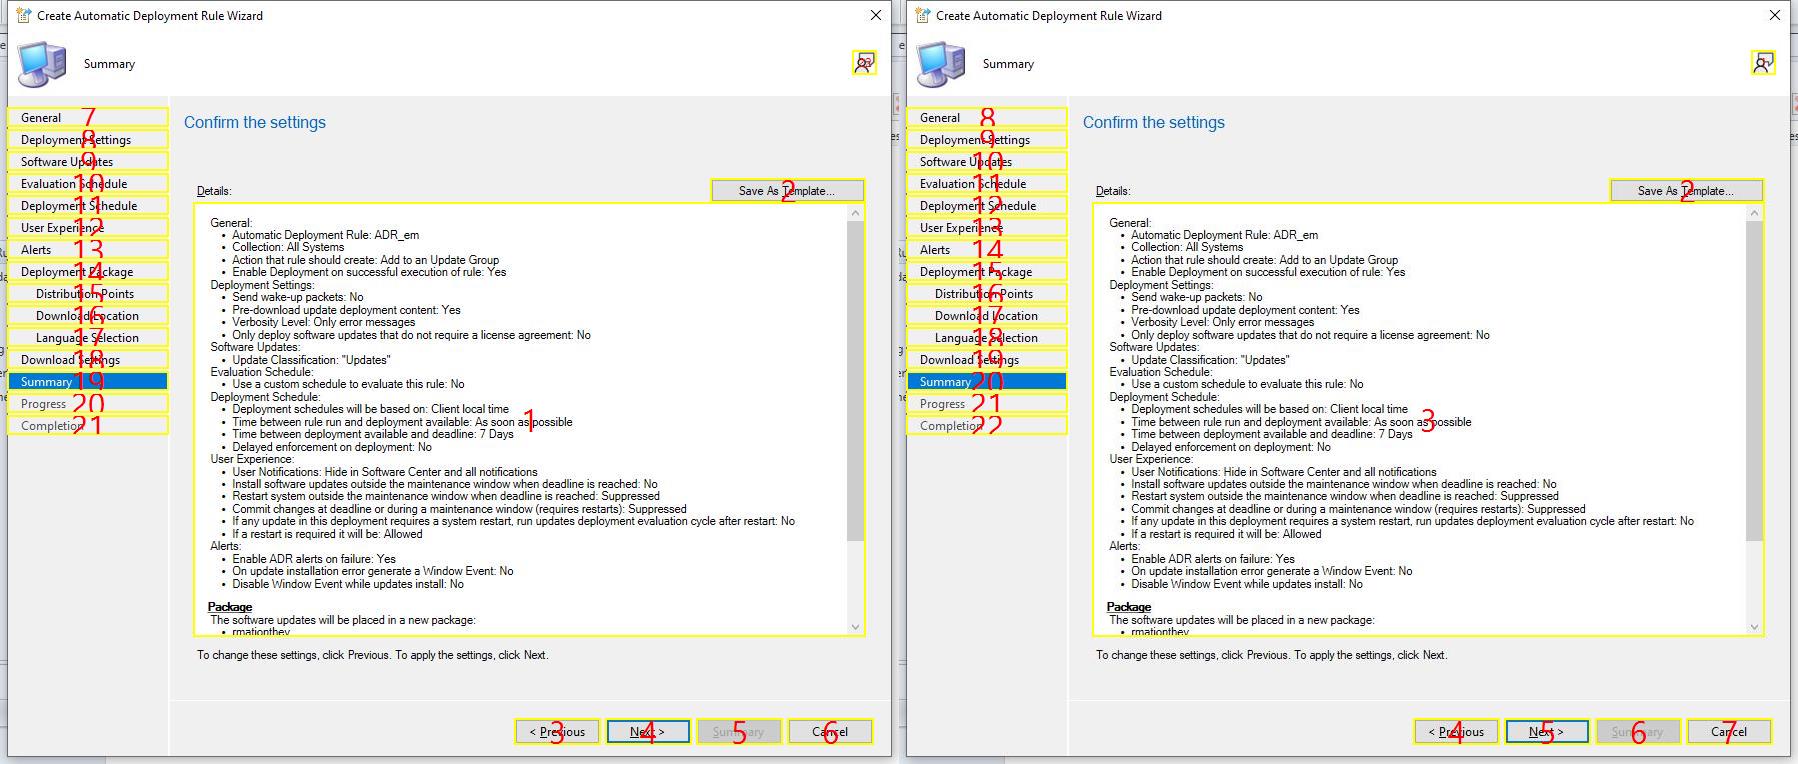 Create Automatic Deployment Rule Wizard
Summary
General 7
Deployment Settings 8
Software Updates 9
Evaluation Schedule 10
Deployment Schedule 11
User Experience 12
Alerts 13
Deployment Package 14
Distribution Points 15
Download Location 16
Language Selection 17
Download Settings 18
Summary 19
Progress 20
Completion 21
Confirm the settings
Details:
Save As Template... 2
General:
• Automatic Deployment Rule: ADR_em
• Collection: All Systems
• Action that rule should create: Add to an Update Group
• Enable Deployment on successful execution of rule: Yes
Deployment Settings:
• Send wake-up packets: No
• Pre-download update deployment content: Yes
• Verbosity Level: Only error messages
• Only deploy software updates that do not require a license agreement: No
Software Updates:
• Update Classification: "Updates"
Evaluation Schedule:
• Use a custom schedule to evaluate this rule: No
Deployment Schedule:
• Deployment schedules will be based on: Client local time
• Time between rule run and deployment available: As soon as possible
1
• Time between deployment available and deadline: 7 Days
• Delayed enforcement on deployment: No
User Experience:
• User Notifications: Hide in Software Center and all notifications
• Install software updates outside the maintenance window when deadline is reached: No
• Restart system outside the maintenance window when deadline is reached: Suppressed
• Commit changes at deadline or during a maintenance window (requires restarts): Suppressed
• If any update in this deployment requires a system restart, run updates deployment evaluation cycle after restart: No
• If a restart is required it will be: Allowed
Alerts:
• Enable ADR alerts on failure: Yes
• On update installation error generate a Window Event: No
• Disable Window Event while updates install: No
Package
The software updates will be placed in a new package:
• rmationthey
To change these settings, click Previous. To apply the settings, click Next.
< Previous 3
Next > 4
Summary 5
Cancel 6
Create Automatic Deployment Rule Wizard
Summary
General 8
Deployment Settings 9
Software Updates 10
Evaluation Schedule 11
Deployment Schedule 12
User Experience 13
Alerts 14
Deployment Package 15
Distribution Points 16
Download Location 17
Language Selection 18
Download Settings 19
Summary 20
Progress 21
Completion 22
Confirm the settings
Details:
Save As Template... 2
General:
• Automatic Deployment Rule: ADR_em
• Collection: All Systems
• Action that rule should create: Add to an Update Group
• Enable Deployment on successful execution of rule: Yes
Deployment Settings:
• Send wake-up packets: No
• Pre-download update deployment content: Yes
• Verbosity Level: Only error messages
• Only deploy software updates that do not require a license agreement: No
Software Updates:
• Update Classification: "Updates"
Evaluation Schedule:
• Use a custom schedule to evaluate this rule: No
Deployment Schedule:
• Deployment schedules will be based on: Client local time
• Time between rule run and deployment available: As soon as possible
3
• Time between deployment available and deadline: 7 Days
• Delayed enforcement on deployment: No
User Experience:
• User Notifications: Hide in Software Center and all notifications
• Install software updates outside the maintenance window when deadline is reached: No
• Restart system outside the maintenance window when deadline is reached: Suppressed
• Commit changes at deadline or during a maintenance window (requires restarts): Suppressed
• If any update in this deployment requires a system restart, run updates deployment evaluation cycle after restart: No
• If a restart is required it will be: Allowed
Alerts:
• Enable ADR alerts on failure: Yes
• On update installation error generate a Window Event: No
• Disable Window Event while updates install: No
Package
The software updates will be placed in a new package:
• rmationthey
To change these settings, click Previous. To apply the settings, click Next.
< Previous 4
Next > 5
Summary 6
Cancel 7